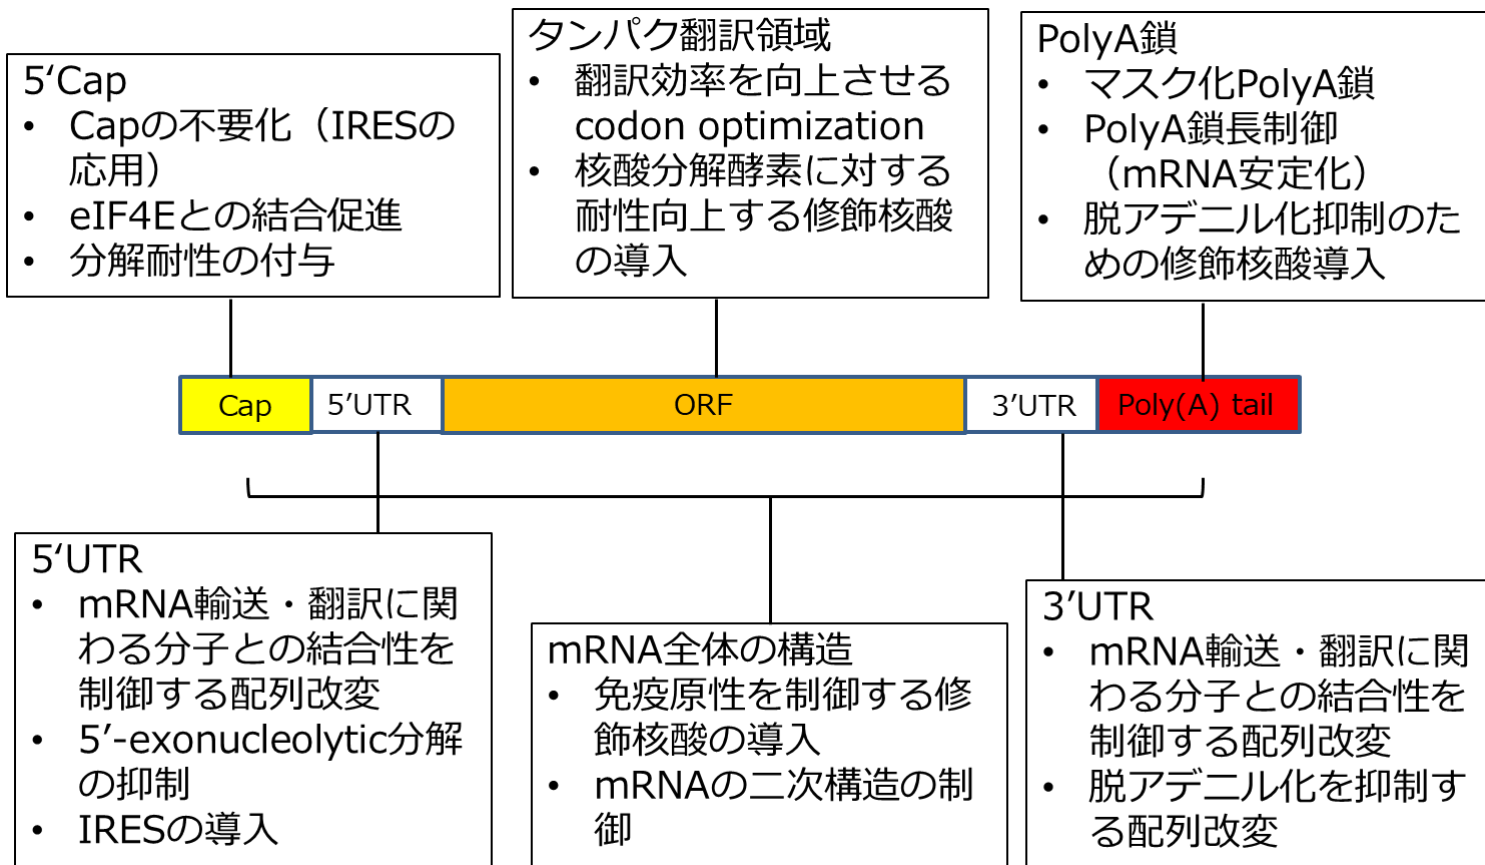 5‘Cap
• Capの不要化（IRESの
応用）
• eIF4Eとの結合促進
• 分解耐性の付与
タンパク翻訳領域
• 翻訳効率を向上させる
codon optimization
• 核酸分解酵素に対する
耐性向上する修飾核酸
の導入
PolyA鎖
• マスク化PolyA鎖
• PolyA鎖長制御
（mRNA安定化）
• 脱アデニル化抑制のた
めの修飾核酸導入
Cap
5’UTR
ORF
3’UTR
Poly(A) tail
5‘UTR
• mRNA輸送・翻訳に関
わる分子との結合性を
制御する配列改変
• 5’-exonucleolytic分解
の抑制
• IRESの導入
mRNA全体の構造
• 免疫原性を制御する修
飾核酸の導入
• mRNAの二次構造の制
御
3’UTR
• mRNA輸送・翻訳に関
わる分子との結合性を
制御する配列改変
• 脱アデニル化を抑制す
る配列改変